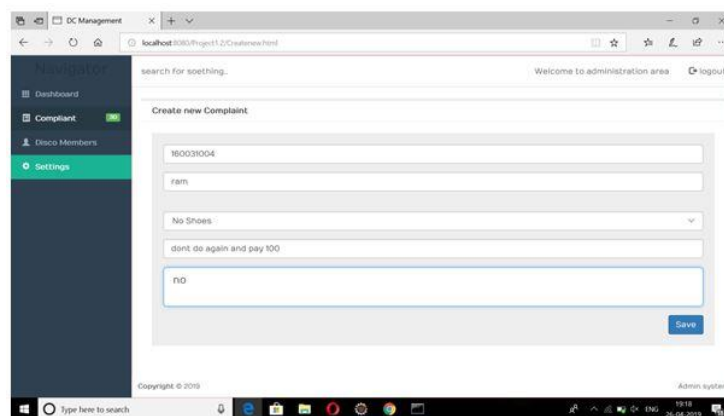 DC Management
localhost:8080/Project1.2/Createnew.html
Navigator
search for soething..
Welcome to administration area
logout
Dashboard
Compliant
30
Create new Complaint
Disco Members
160031004
Settings
ram
No Shoes
dont do again and pay 100
no
Save
Copyright © 2019
Admin system
Type here to search
ENG
19:18
26-04-2019